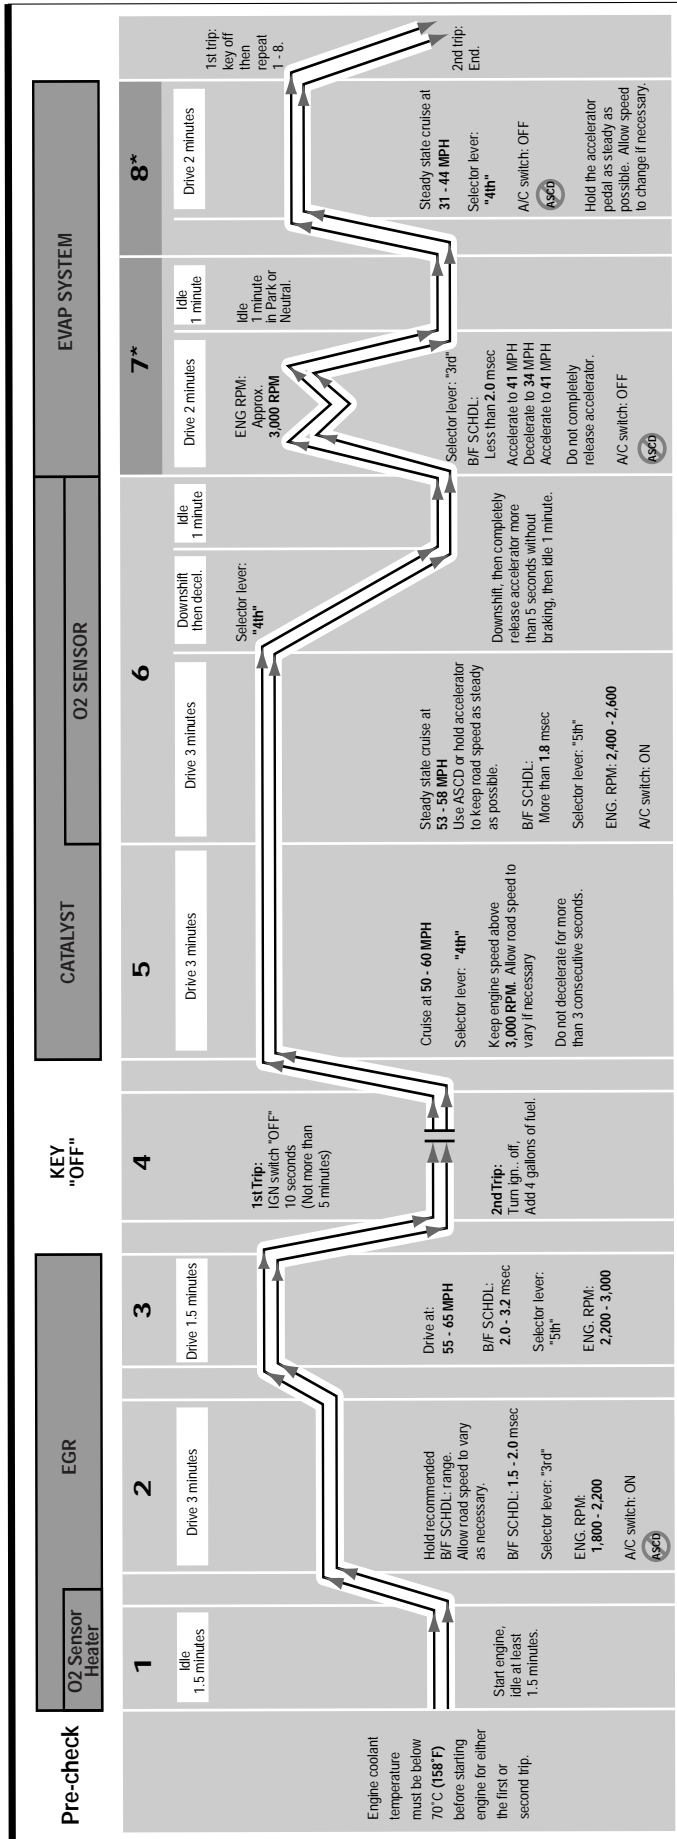 Pre-check
EGR
O2 Sensor
Heater
KEY
"OFF"
CATALYST
O2 SENSOR
EVAP SYSTEM
Engine coolant
temperature
must be below
70˚C (158˚F)
before starting
engine for either
the first or
second trip.
1
Idle
1.5 minutes
Start engine,
idle at least
1.5 minutes.
2
Drive 3 minutes
Hold recommended
B/F SCHDL: range.
Allow road speed to vary
as necessary.
B/F SCHDL: 1.5 - 2.0 msec
Selector lever: "3rd"
ENG. RPM:
1,800 - 2,200
A/C switch: ON
ASCD
3
Drive 1.5 minutes
Drive at:
55 - 65 MPH
B/F SCHDL:
2.0 - 3.2 msec
Selector lever:
"5th"
ENG. RPM:
2,200 - 3,000
4
1st Trip:
IGN switch "OFF"
10 seconds
(Not more than
5 minutes)
2nd Trip:
Turn ign.. off,
Add 4 gallons of fuel.
5
Drive 3 minutes
Cruise at 50 - 60 MPH
Selector lever: "4th"
Keep engine speed above
3,000 RPM. Allow road speed to
vary if necessary
Do not decelerate for more
than 3 consecutive seconds.
6
Drive 3 minutes
Steady state cruise at
53 - 58 MPH
Use ASCD or hold accelerator
to keep road speed as steady
as possible.
B/F SCHDL:
More than 1.8 msec
Selector lever: "5th"
ENG. RPM: 2,400 - 2,600
A/C switch: ON
Downshift
then decel.
Selector lever:
"4th"
Idle
1 minute
Downshift, then completely
release accelerator more
than 5 seconds without
braking, then idle 1 minute.
7*
Drive 2 minutes
ENG RPM:
Approx.
3,000 RPM
Selector lever: "3rd"
B/F SCHDL:
Less than 2.0 msec
Accelerate to 41 MPH
Decelerate to 34 MPH
Accelerate to 41 MPH
Do not completely
release accelerator.
A/C switch: OFF
ASCD
Idle
1 minute
Idle
1 minute
in Park or
Neutral.
8*
Drive 2 minutes
Steady state cruise at
31 - 44 MPH
Selector lever:
"4th"
A/C switch: OFF
ASCD
Hold the accelerator
pedal as steady as
possible. Allow speed
to change if necessary.
1st trip:
key off
then
repeat
1 - 8.
2nd trip:
End.